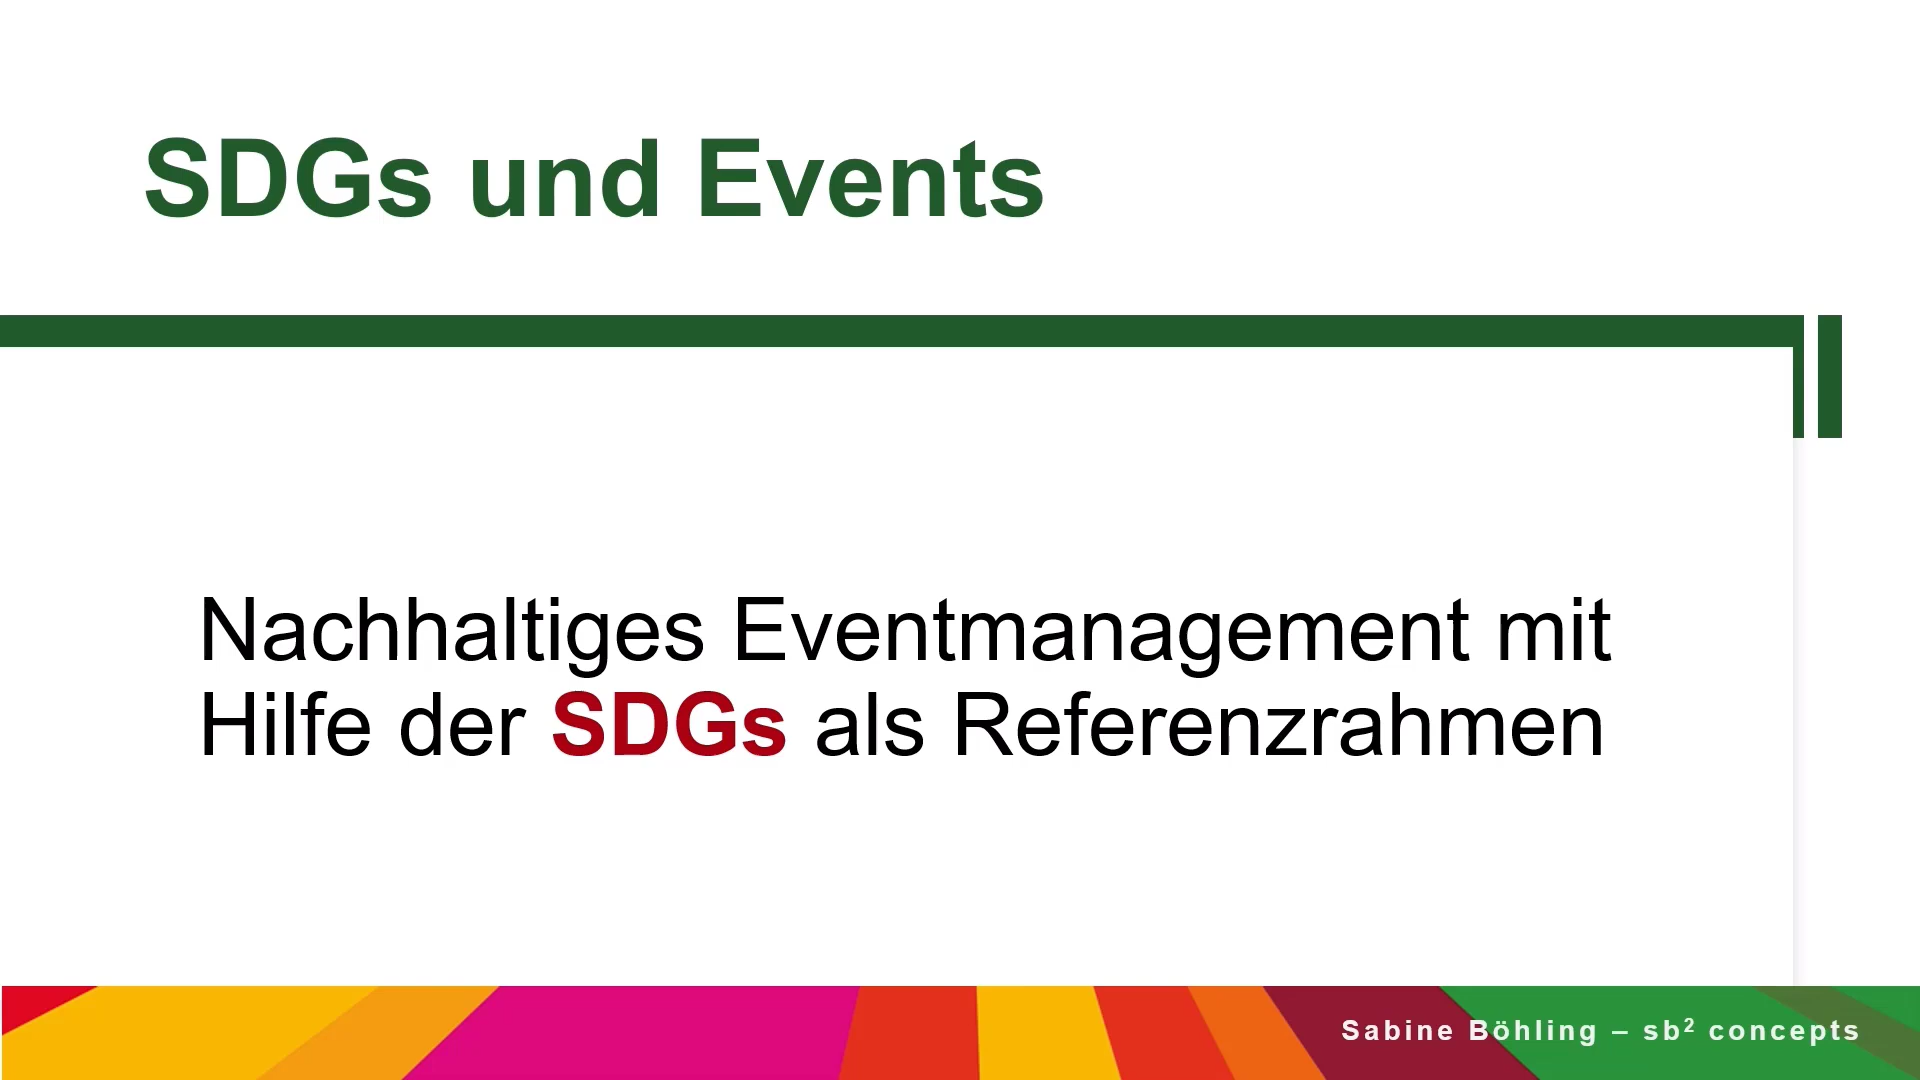 SDGs und Events
Nachhaltiges Eventmanagement mit
Hilfe der SDGs als Referenzrahmen
Sabine Böhling – sb² concepts